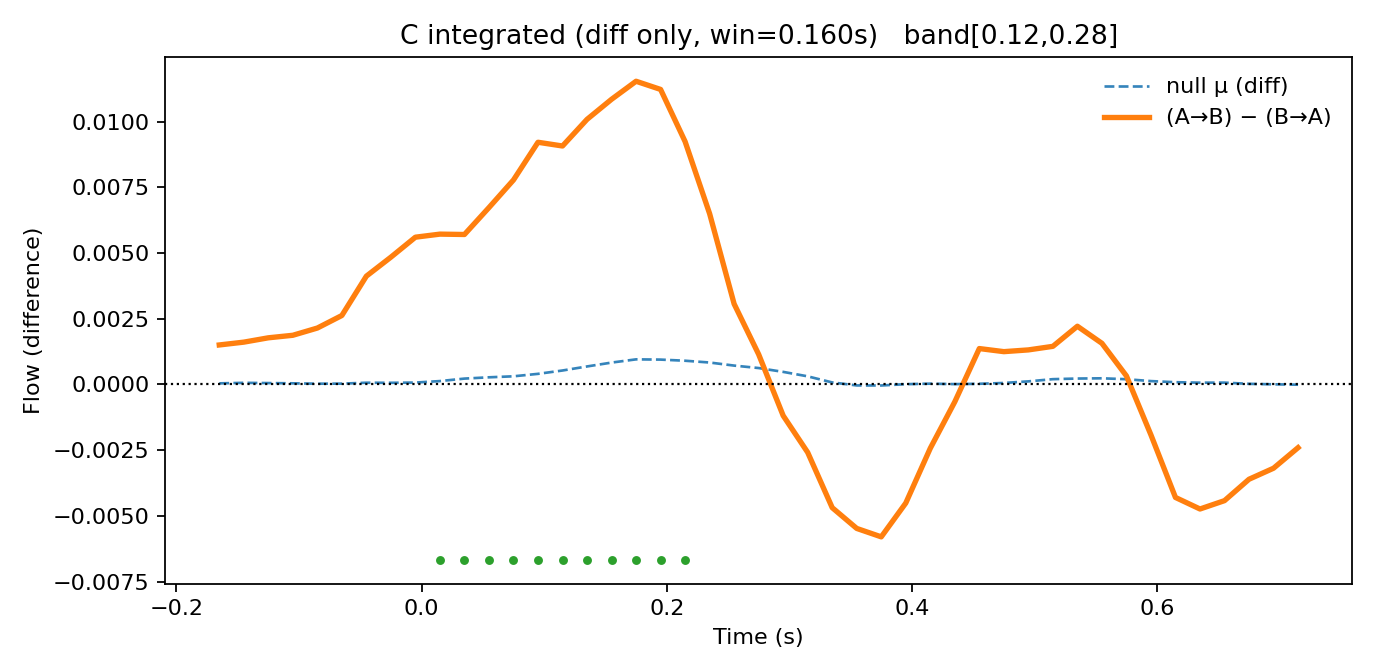 C integrated (diff only, win=0.160s)   band[0.12,0.28]
null μ (diff)
(A→B) − (B→A)
Flow (difference)
0.0100
0.0075
0.0050
0.0025
0.0000
−0.0025
−0.0050
−0.0075
−0.2
0.0
0.2
0.4
0.6
Time (s)